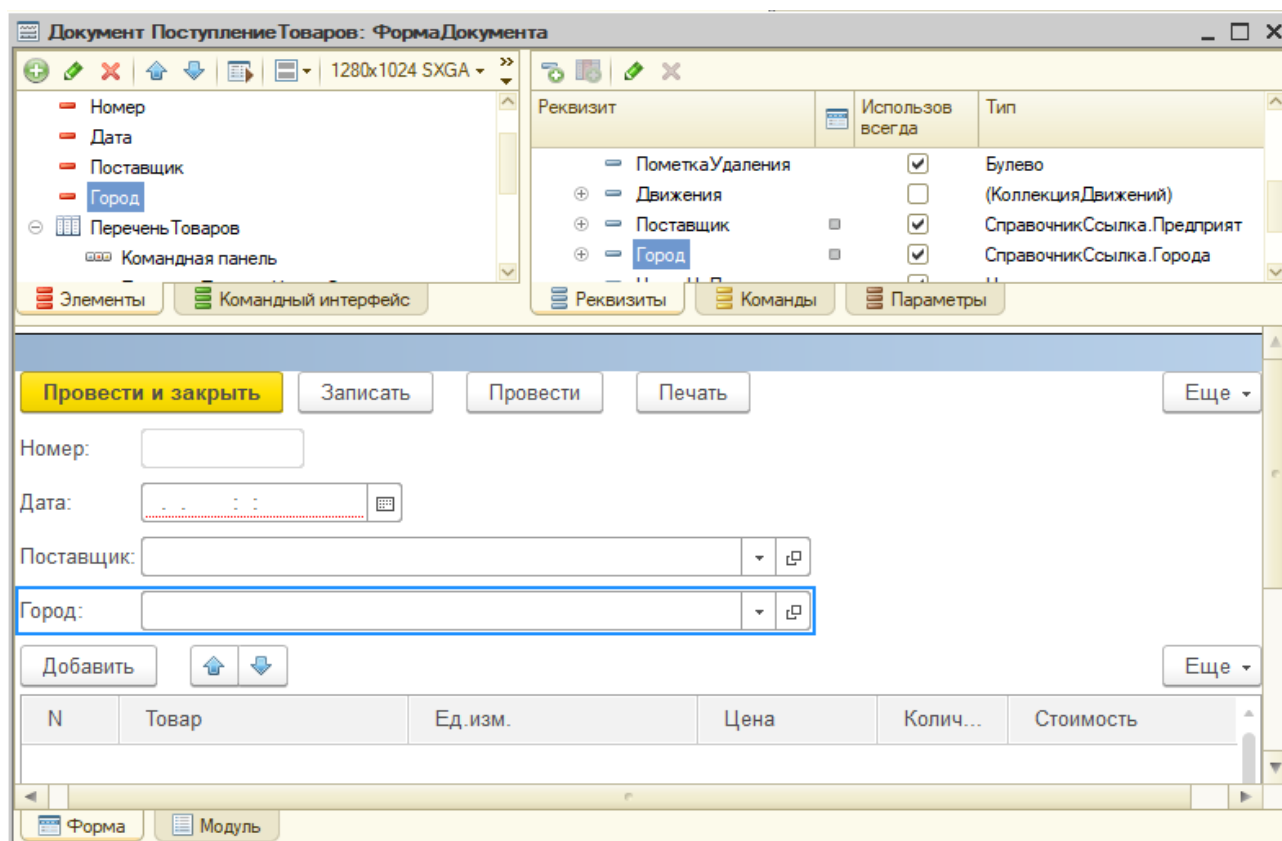 Документ ПоступлениеТоваров: ФормаДокумента
1280x1024 SXGA
Номер
Дата
Поставщик
Город
ПереченьТоваров
Командная панель
Элементы Командный интерфейс
Реквизит Использов всегда Тип
ПометкаУдаления Булево
Движения (КоллекцияДвижений)
Поставщик СправочникСсылка.Предприят
Город СправочникСсылка.Города
Реквизиты Команды Параметры
Провести и закрыть Записать Провести Печать Еще
Номер:
Дата: . . : :
Поставщик:
Город:
Добавить Еще
N Товар Ед.изм. Цена Колич... Стоимость
Форма Модуль